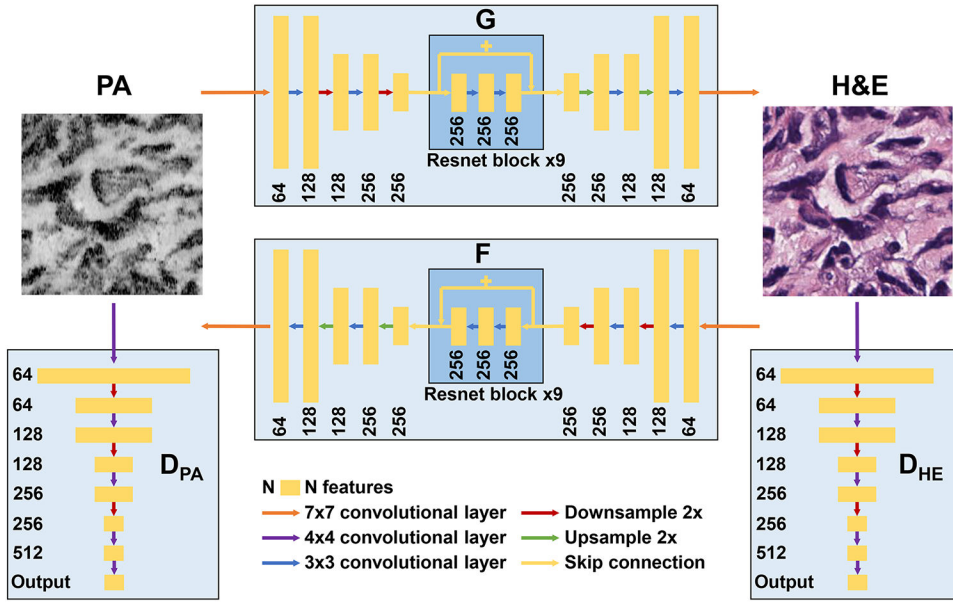 G
PA
H&E
+
256
256
256
Resnet block x9
64
128
128
256
256
256
256
128
128
64
F
+
256
256
256
Resnet block x9
64
128
128
256
256
256
256
128
128
64
64
64
128
128
256
256
512
Output
DPA
64
64
128
128
256
256
512
Output
DHE
N N features
7x7 convolutional layer
4x4 convolutional layer
3x3 convolutional layer
Downsample 2x
Upsample 2x
Skip connection